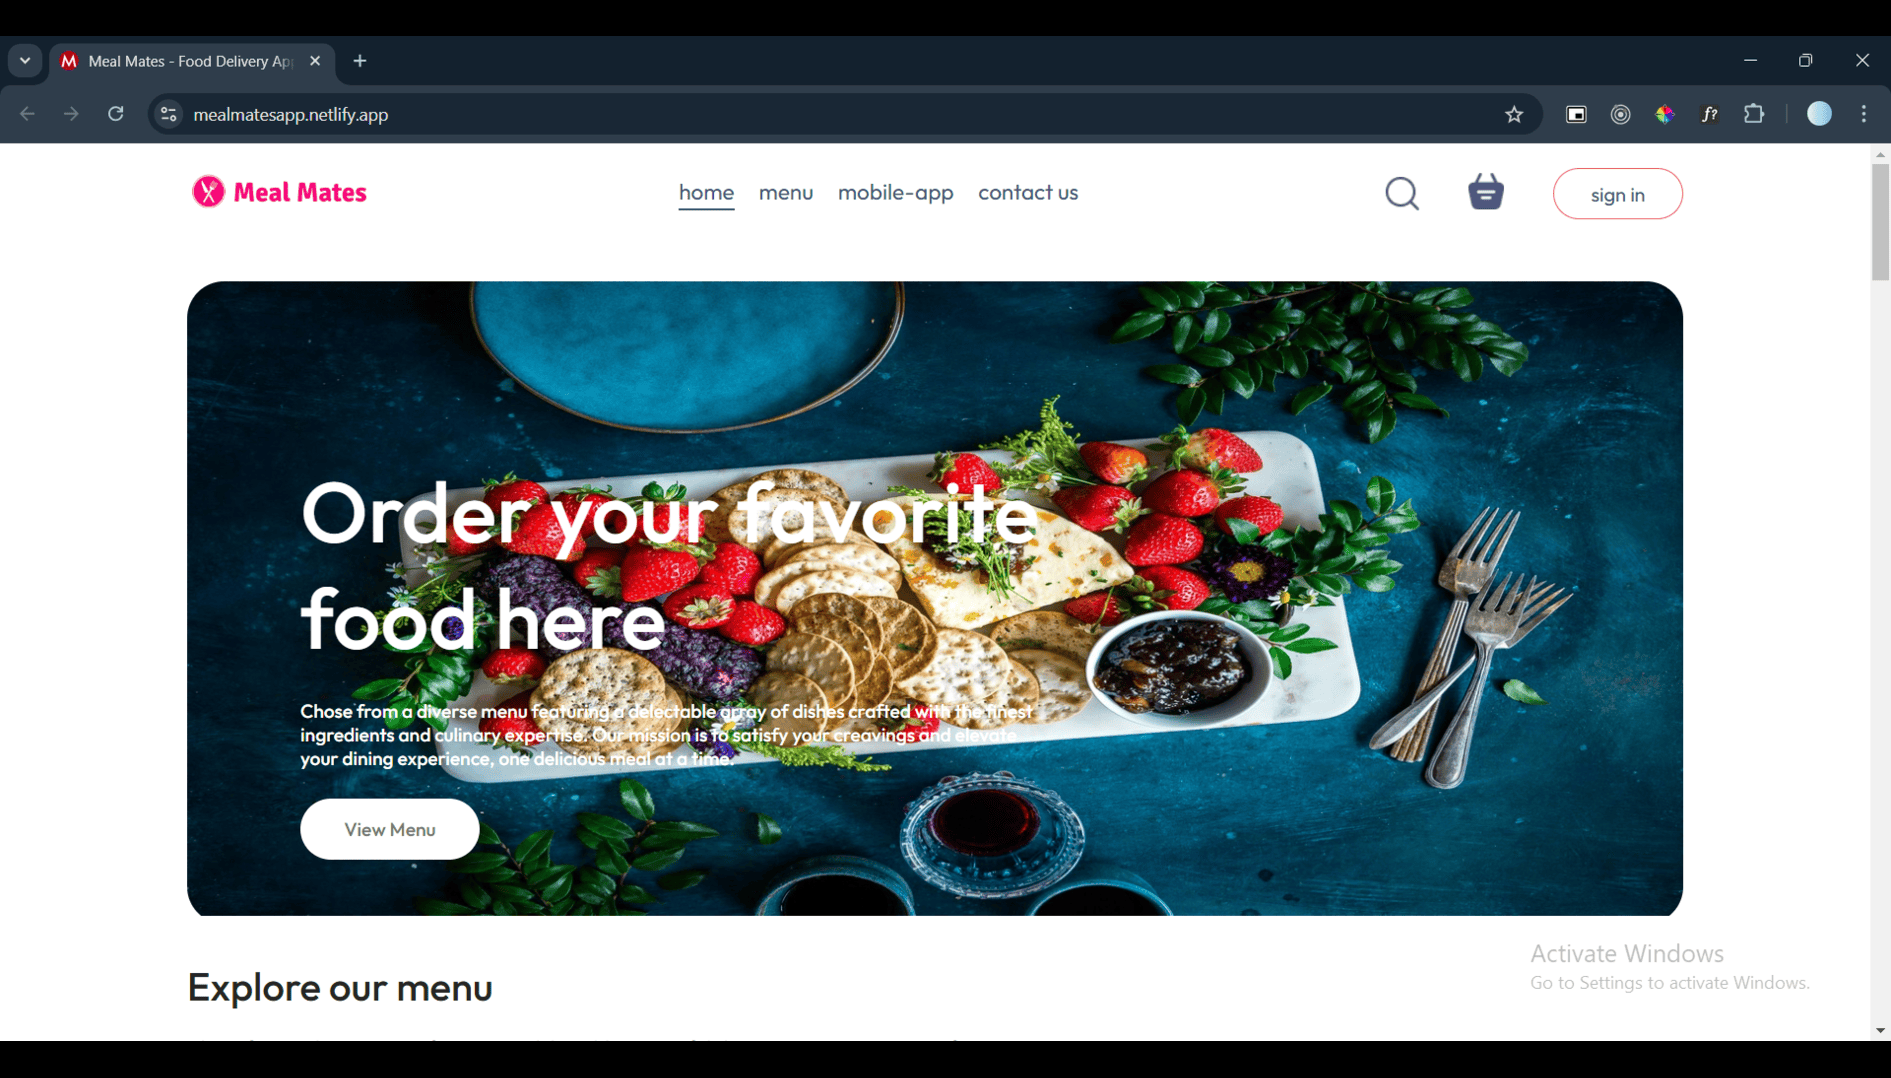 Meal Mates - Food Delivery Ap
mealmatesapp.netlify.app
f?
Meal Mates
home menu mobile-app contact us
sign in
Order your favorite
food here
Chose from a diverse menu featuring a delectable array of dishes crafted with the finest
ingredients and culinary expertise. Our mission is to satisfy your creavings and elevate
your dining experience, one delicious meal at a time.
View Menu
Activate Windows
Go to Settings to activate Windows.
Explore our menu